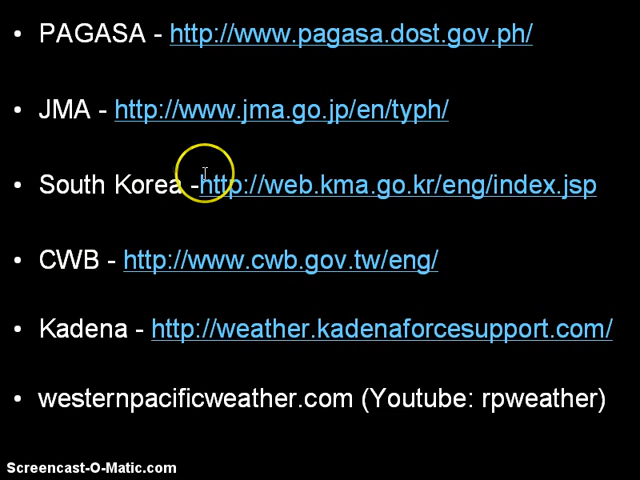 • PAGASA - http://www.pagasa.dost.gov.ph/
• JMA - http://www.jma.go.jp/en/typh/
• South Korea -http://web.kma.go.kr/eng/index.jsp
• CWB - http://www.cwb.gov.tw/eng/
• Kadena - http://weather.kadenaforcesupport.com/
• westernpacificweather.com (Youtube: rpweather)
Screencast-O-Matic.com